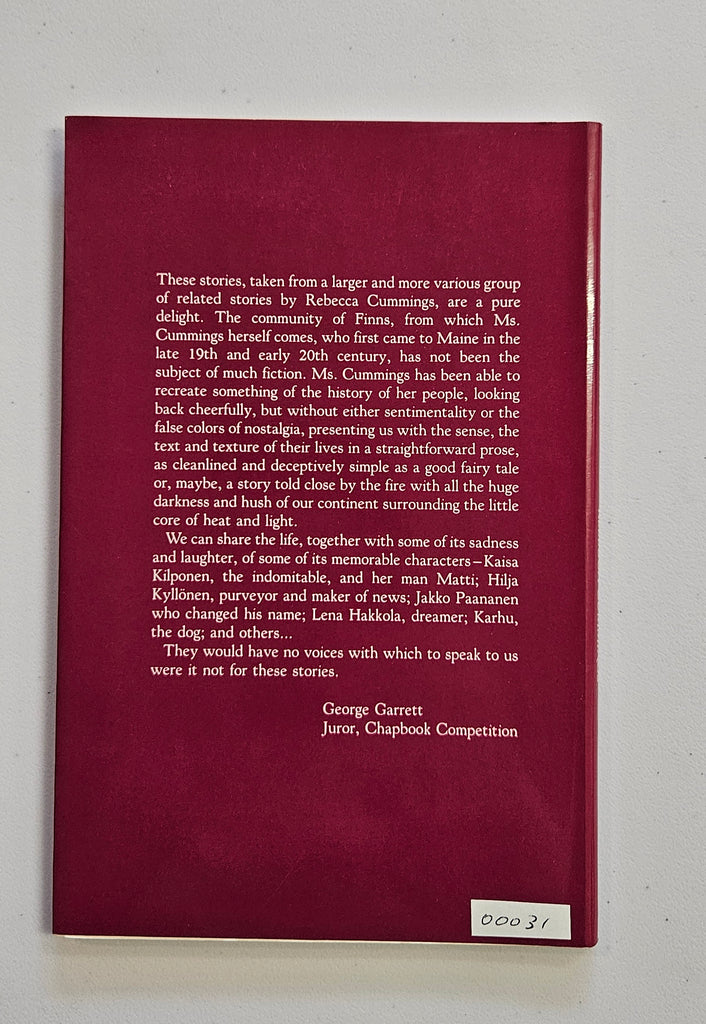 These stories, taken from a larger and more various group
of related stories by Rebecca Cummings, are a pure
delight. The community of Finns, from which Ms.
Cummings herself comes, who first came to Maine in the
late 19th and early 20th century, has not been the
subject of much fiction. Ms. Cummings has been able to
recreate something of the history of her people, looking
back cheerfully, but without either sentimentality or the
false colors of nostalgia, presenting us with the sense, the
text and texture of their lives in a straightforward prose,
as cleanlined and deceptively simple as a good fairy tale
or, maybe, a story told close by the fire with all the huge
darkness and hush of our continent surrounding the little
core of heat and light.
We can share the life, together with some of its sadness
and laughter, of some of its memorable characters–Kaisa
Kilponen, the indomitable, and her man Matti; Hilja
Kyllönen, purveyor and maker of news; Jakko Paananen
who changed his name; Lena Hakkola, dreamer; Karhu,
the dog; and others...
They would have no voices with which to speak to us
were it not for these stories.
George Garrett
Juror, Chapbook Competition
00031